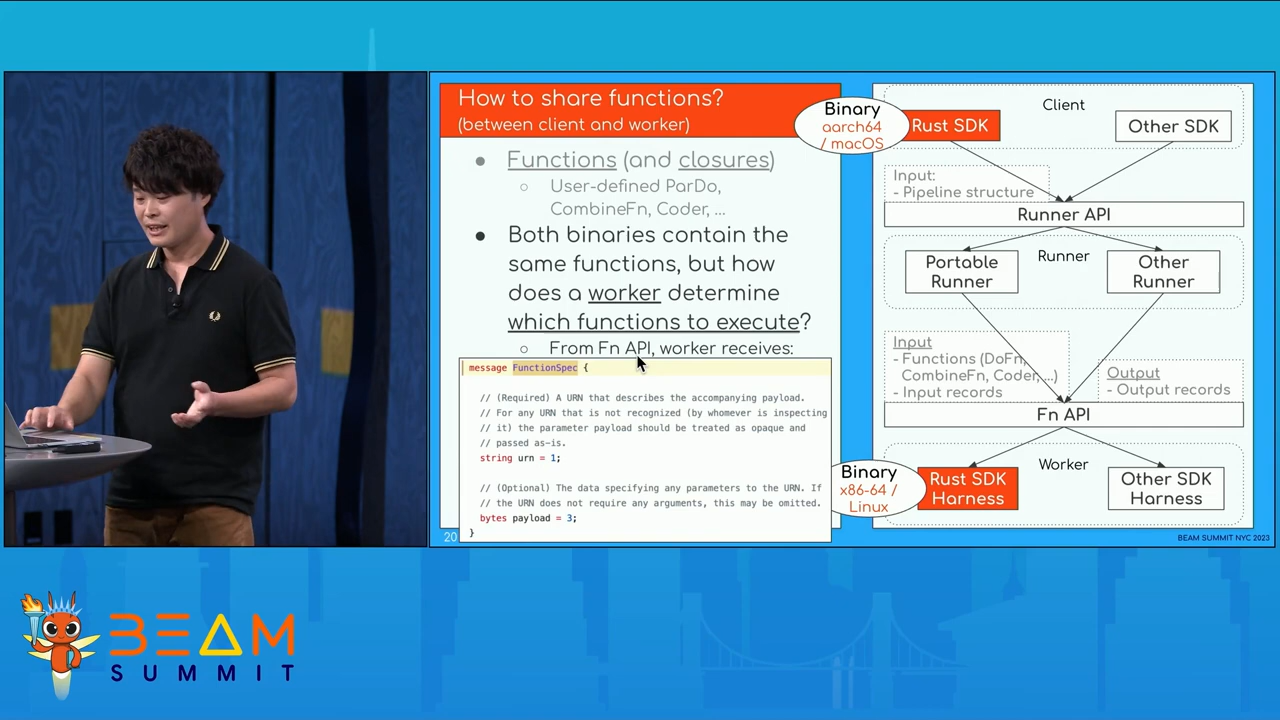 How to share functions?
(between client and worker)
● Functions (and closures)
○ User-defined ParDo,
CombineFn, Coder, ...
● Both binaries contain the
same functions, but how
does a worker determine
which functions to execute?
○ From Fn API, worker receives:
message FunctionSpec {
// (Required) A URN that describes the accompanying payload.
// For any URN that is not recognized (by whomever is inspecting
// it) the parameter payload should be treated as opaque and
// passed as-is.
string urn = 1;
// (Optional) The data specifying any parameters to the URN. If
// the URN does not require any arguments, this may be omitted.
bytes payload = 3;
}
20
Binary
aarch64
/ macOS
Client
Rust SDK
Other SDK
Input:
- Pipeline structure
Runner API
Runner
Portable
Runner
Other
Runner
Input
- Functions (DoFn,
CombineFn, Coder, ...)
- Input records
Output
- Output records
Fn API
Binary
x86-64 /
Linux
Worker
Rust SDK
Harness
Other SDK
Harness
BEAM SUMMIT NYC 2023
BEAM
SUMMIT